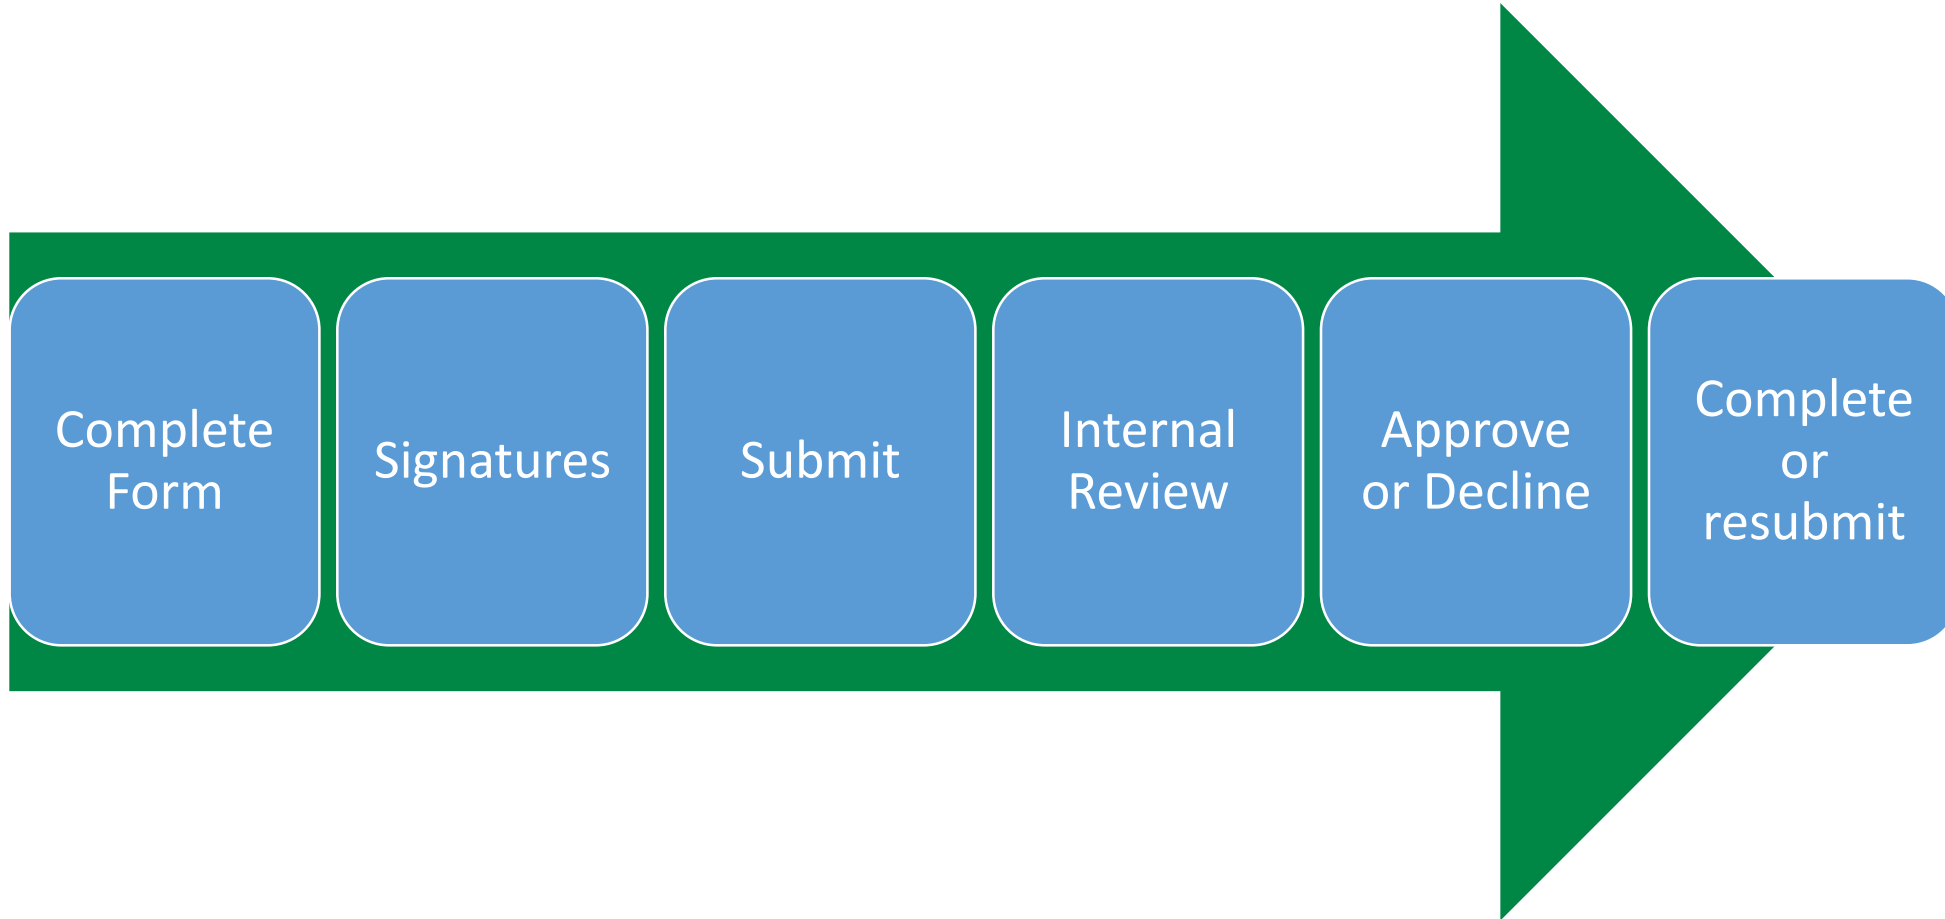 Complete
Form
Signatures
Submit
Internal
Review
Approve
or Decline
Complete
or
resubmit